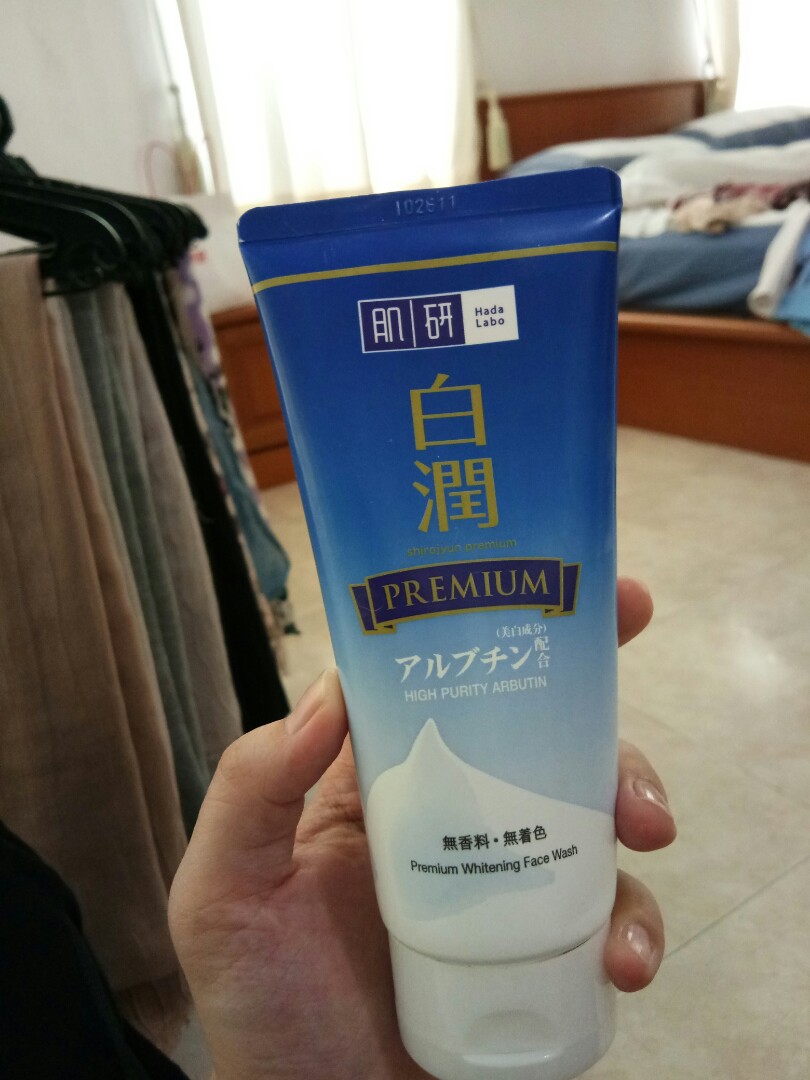 102611
肌研 Hada
Labo
白
潤
shirojyun premium
PREMIUM
(美白成分)
アルブチン配合
HIGH PURITY ARBUTIN
無香料・無着色
Premium Whitening Face Wash